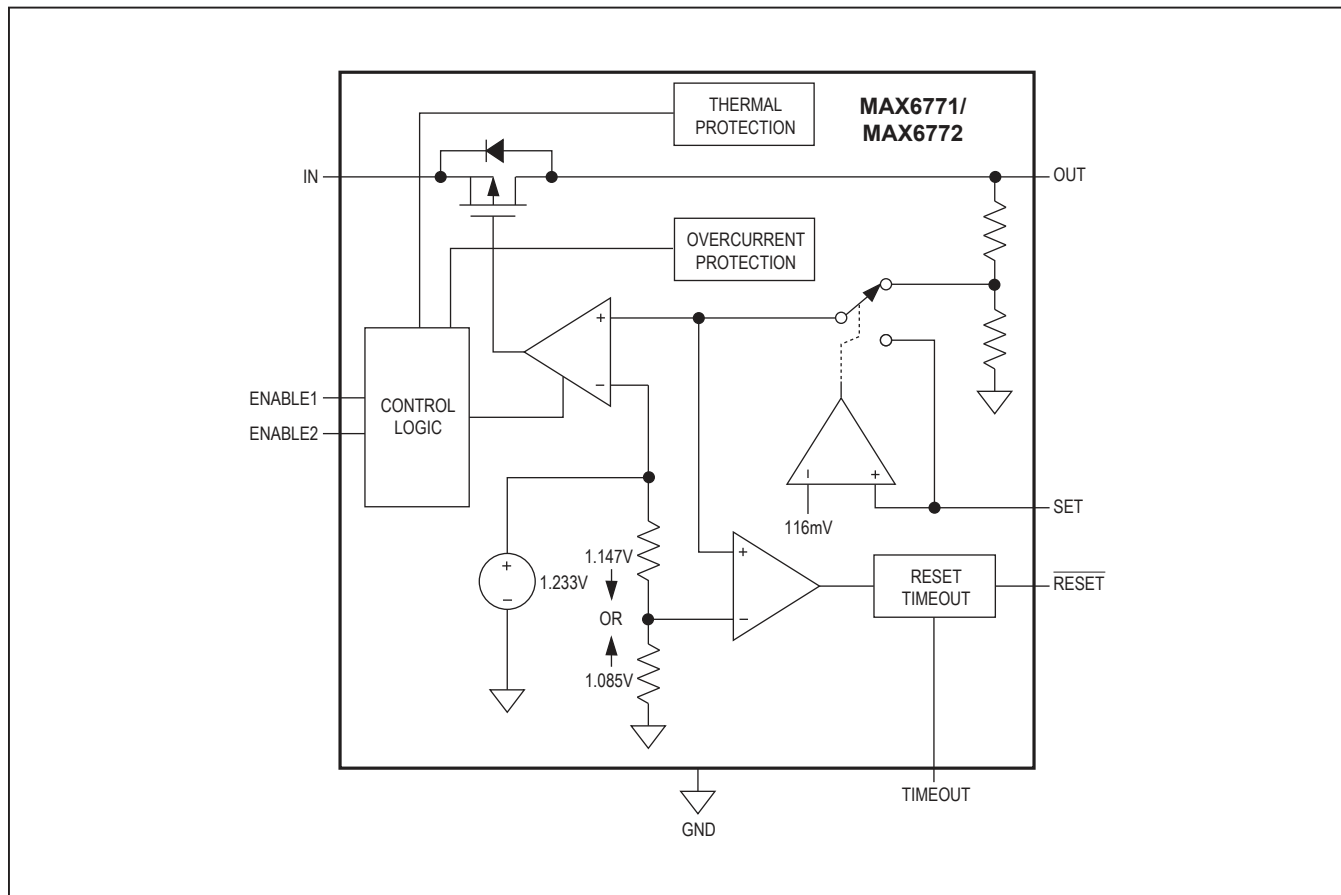 THERMAL
PROTECTION
MAX6771/
MAX6772
IN
OUT
OVERCURRENT
PROTECTION
+
−
ENABLE1
ENABLE2
CONTROL
LOGIC
− +
116mV
SET
+
−
1.233V
1.147V
OR
1.085V
+
−
RESET
TIMEOUT
RESET
TIMEOUT
GND